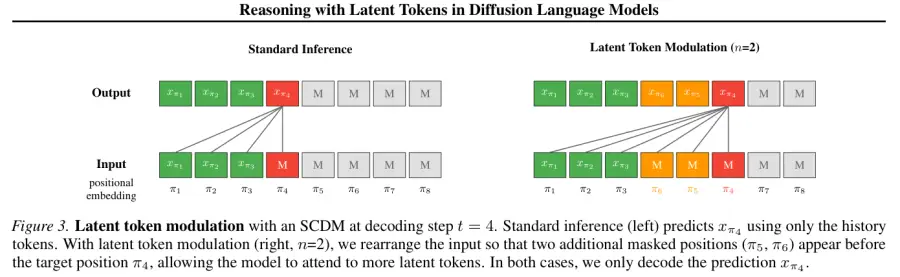 Reasoning with Latent Tokens in Diffusion Language Models
Standard Inference
Latent Token Modulation (n=2)
Output
xπ₁ xπ₂ xπ₃ xπ₄ M M M M
xπ₁ xπ₂ xπ₃ xπ₆ xπ₅ xπ₄ M M
Input
xπ₁ xπ₂ xπ₃ M M M M M
xπ₁ xπ₂ xπ₃ M M M M M
positional
embedding
π₁ π₂ π₃ π₄ π₅ π₆ π₇ π₈
π₁ π₂ π₃ π₆ π₅ π₄ π₇ π₈
Figure 3. Latent token modulation with an SCDM at decoding step t = 4. Standard inference (left) predicts xπ₄ using only the history
tokens. With latent token modulation (right, n=2), we rearrange the input so that two additional masked positions (π₅, π₆) appear before
the target position π₄, allowing the model to attend to more latent tokens. In both cases, we only decode the prediction xπ₄.